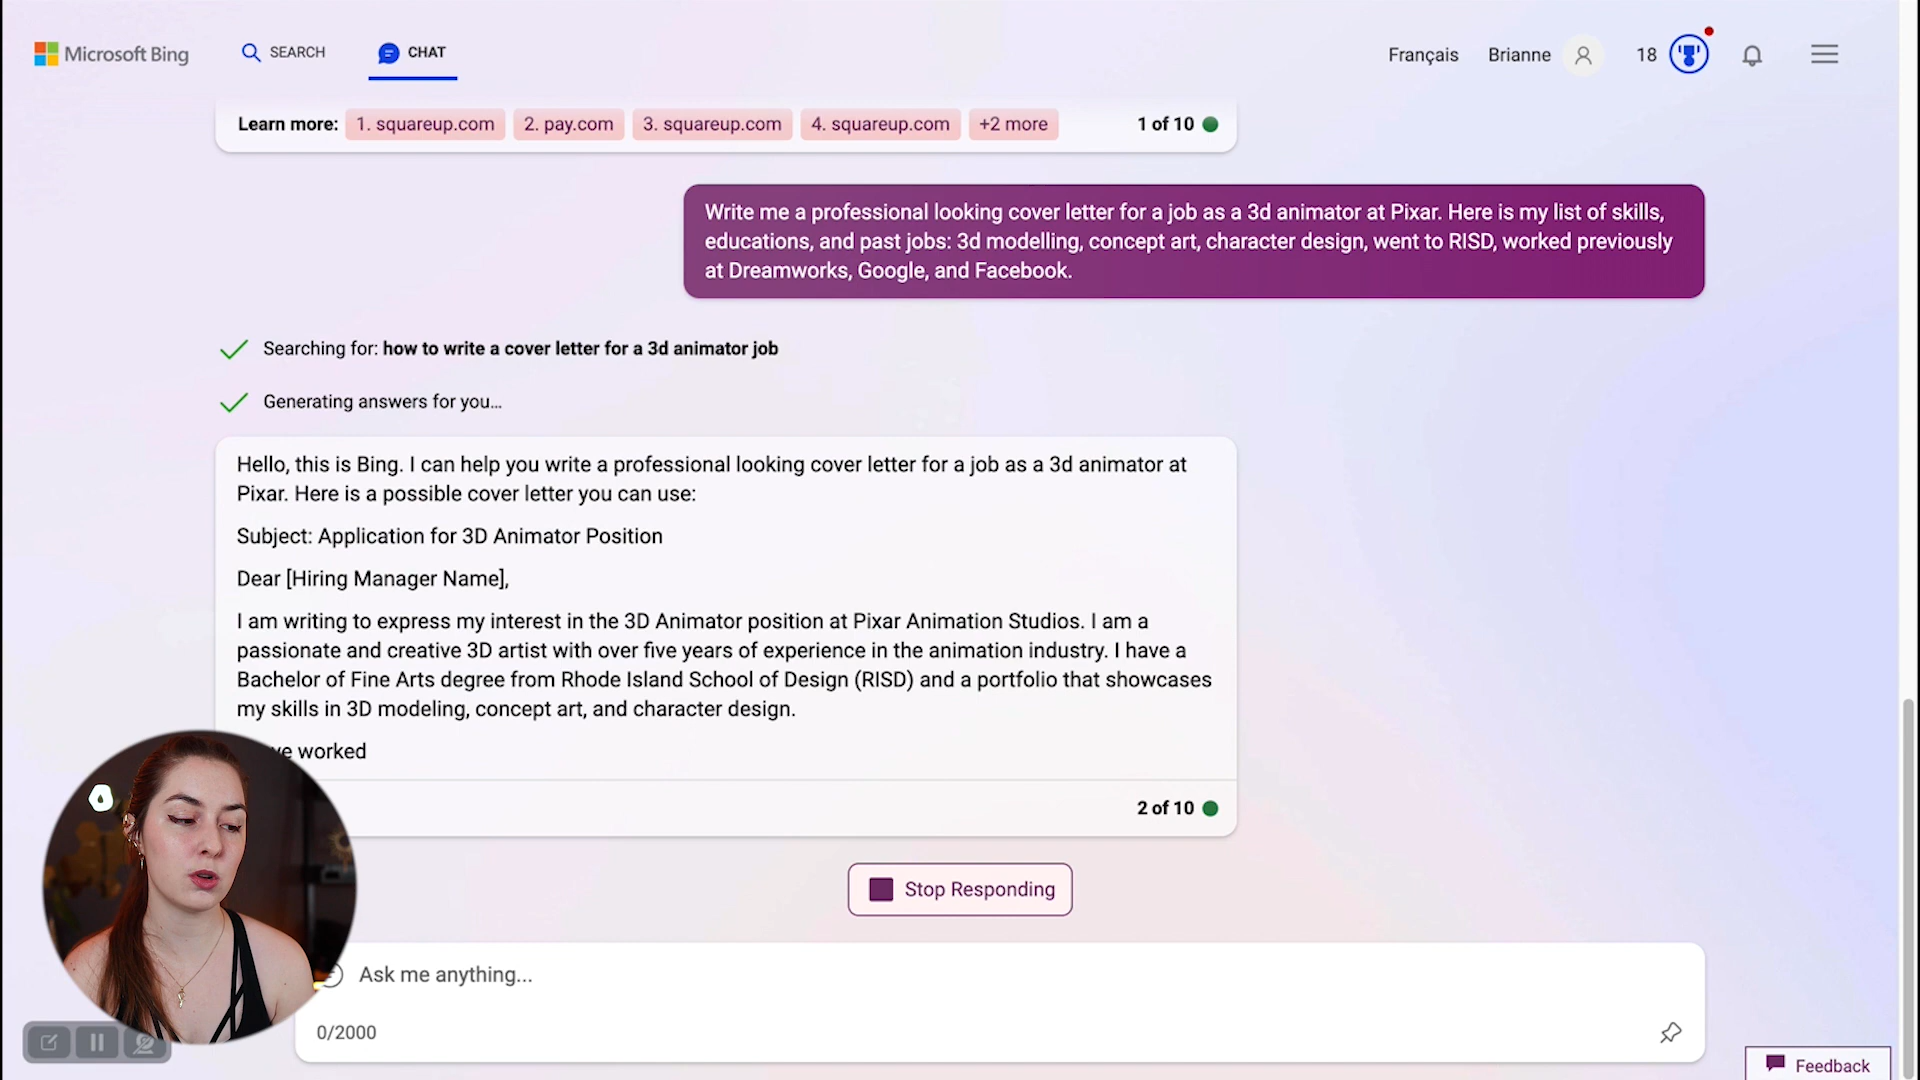 Microsoft Bing
SEARCH
CHAT
Français
Brianne
18
Learn more: 1. squareup.com 2. pay.com 3. squareup.com 4. squareup.com +2 more 1 of 10
Write me a professional looking cover letter for a job as a 3d animator at Pixar. Here is my list of skills,
educations, and past jobs: 3d modelling, concept art, character design, went to RISD, worked previously
at Dreamworks, Google, and Facebook.
Searching for: how to write a cover letter for a 3d animator job
Generating answers for you...
Hello, this is Bing. I can help you write a professional looking cover letter for a job as a 3d animator at
Pixar. Here is a possible cover letter you can use:
Subject: Application for 3D Animator Position
Dear [Hiring Manager Name],
I am writing to express my interest in the 3D Animator position at Pixar Animation Studios. I am a
passionate and creative 3D artist with over five years of experience in the animation industry. I have a
Bachelor of Fine Arts degree from Rhode Island School of Design (RISD) and a portfolio that showcases
my skills in 3D modeling, concept art, and character design.
worked
2 of 10
Stop Responding
Ask me anything...
0/2000
Feedback